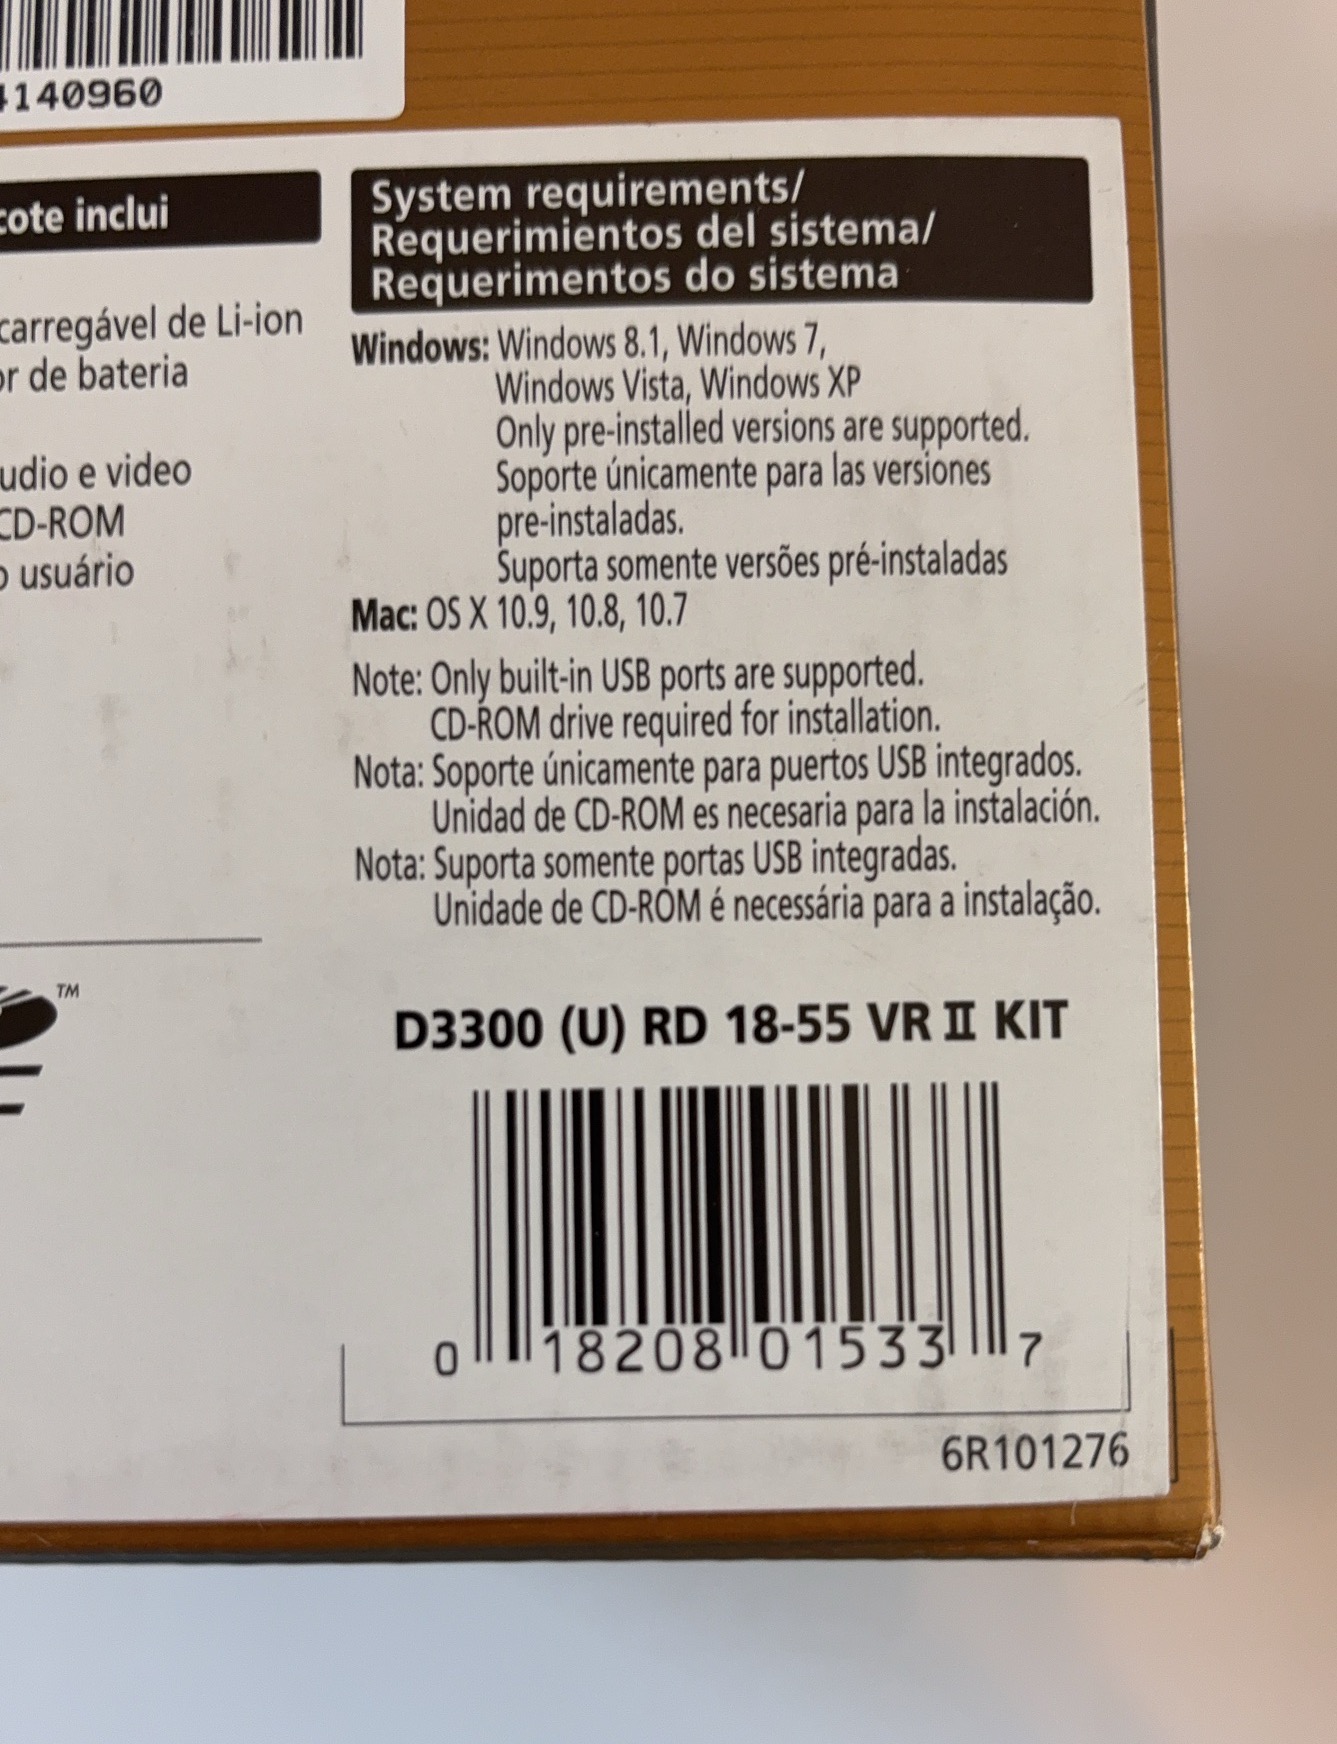 4140960
cote inclui
carregável de Li-ion
or de bateria
udio e video
CD-ROM
o usuário
TM
System requirements/
Requerimientos del sistema/
Requerimentos do sistema
Windows: Windows 8.1, Windows 7,
Windows Vista, Windows XP
Only pre-installed versions are supported.
Soporte únicamente para las versiones
pre-instaladas.
Suporta somente versões pré-instaladas
Mac: OS X 10.9, 10.8, 10.7
Note: Only built-in USB ports are supported.
CD-ROM drive required for installation.
Nota: Soporte únicamente para puertos USB integrados.
Unidad de CD-ROM es necesaria para la instalación.
Nota: Suporta somente portas USB integradas.
Unidade de CD-ROM é necessária para a instalação.
D3300 (U) RD 18-55 VR II KIT
0 18208 01533 7
6R101276